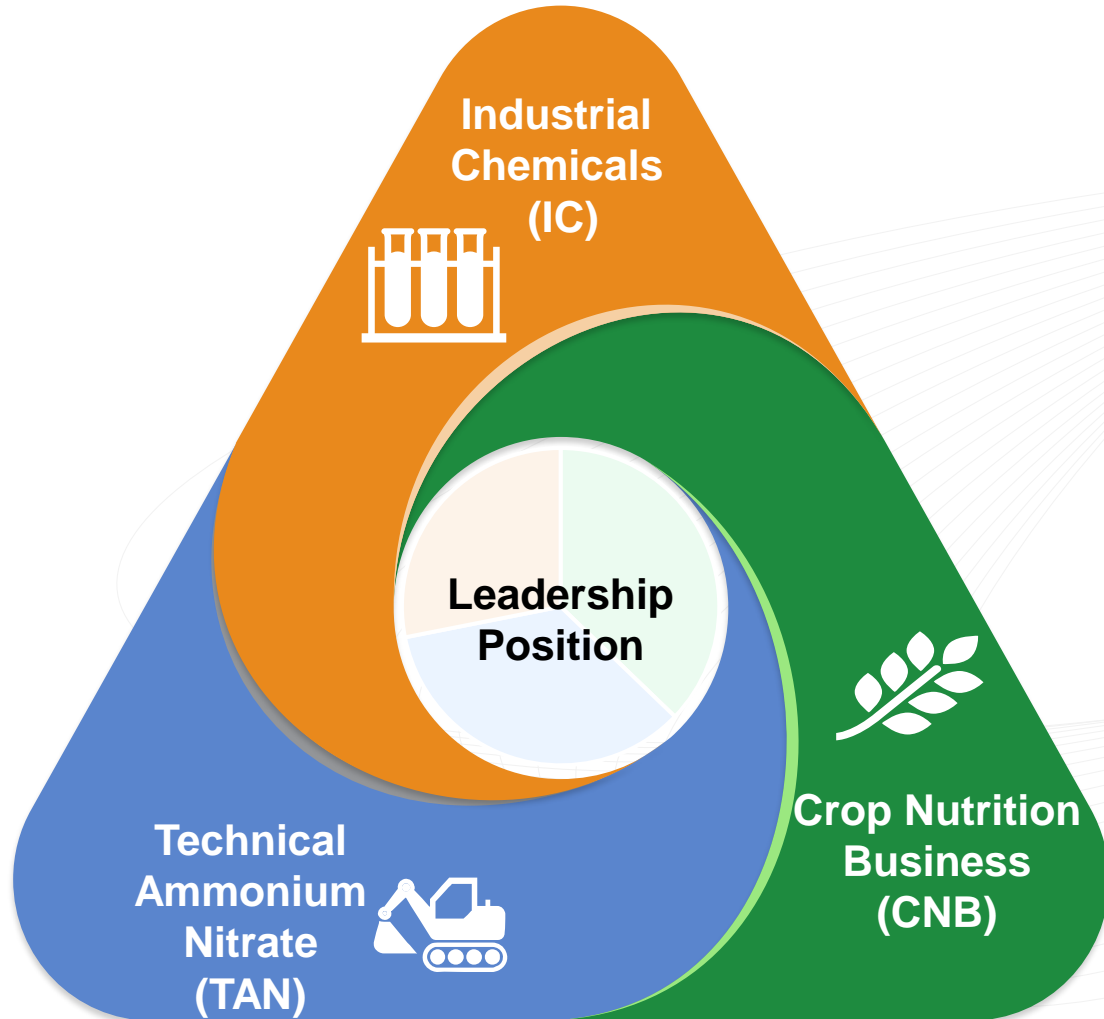 Industrial
Chemicals
(IC)
Leadership
Position
Technical
Ammonium
Nitrate
(TAN)
Crop Nutrition
Business
(CNB)